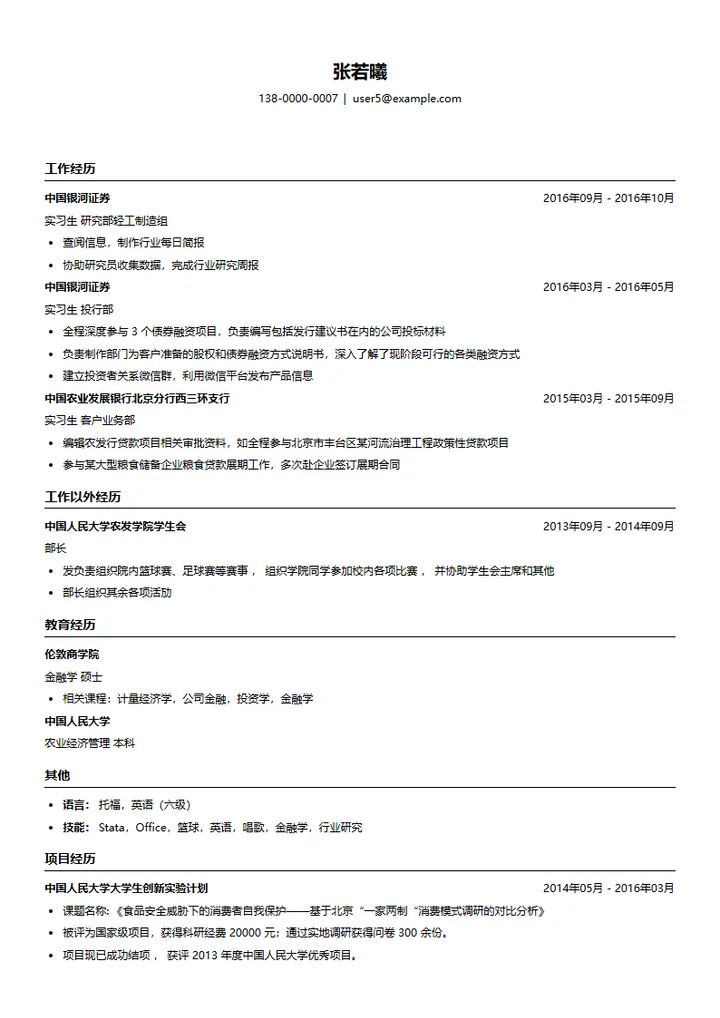 张若曦
138-0000-0007 | user5@example.com
工作经历
中国银河证券 2016年09月 - 2016年10月
实习生 研究部轻工制造组
• 查阅信息，制作行业每日简报
• 协助研究员收集数据，完成行业研究周报
中国银河证券 2016年03月 - 2016年05月
实习生 投行部
• 全程深度参与 3 个债券融资项目，负责编写包括发行建议书在内的公司投标材料
• 负责制作部门为客户准备的股权和债券融资方式说明书，深入了解了现阶段可行的各类融资方式
• 建立投资者关系微信群，利用微信平台发布产品信息
中国农业发展银行北京分行西三环支行 2015年03月 - 2015年09月
实习生 客户业务部
• 编辑农发行贷款项目相关审批资料，如全程参与北京市丰台区某河流治理工程政策性贷款项目
• 参与某大型粮食储备企业粮食贷款展期工作，多次赴企业签订展期合同
工作以外经历
中国人民大学农发学院学生会 2013年09月 - 2014年09月
部长
• 发负责组织院内篮球赛、足球赛等赛事 ， 组织学院同学参加校内各项比赛 ， 并协助学生会主席和其他
• 部长组织其余各项活动
教育经历
伦敦商学院
金融学 硕士
• 相关课程：计量经济学，公司金融，投资学，金融学
中国人民大学
农业经济管理 本科
其他
• 语言： 托福，英语（六级）
• 技能： Stata，Office，篮球，英语，唱歌，金融学，行业研究
项目经历
中国人民大学大学生创新实验计划 2014年05月 - 2016年03月
• 课题名称:《食品安全威胁下的消费者自我保护——基于北京“一家两制“消费模式调研的对比分析》
• 被评为国家级项目，获得科研经费 20000 元；通过实地调研获得问卷 300 余份。
• 项目现已成功结项 ， 获评 2013 年度中国人民大学优秀项目。